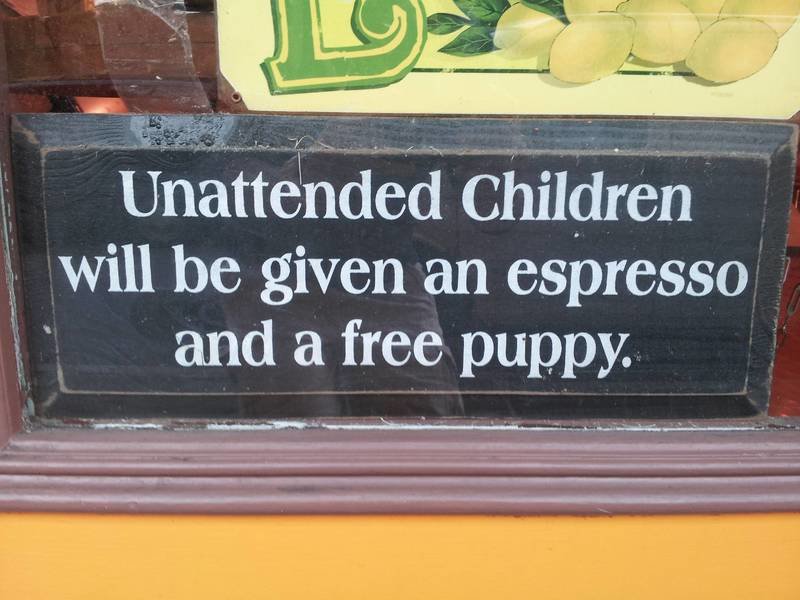 Unattended Children
will be given an espresso
and a free puppy.